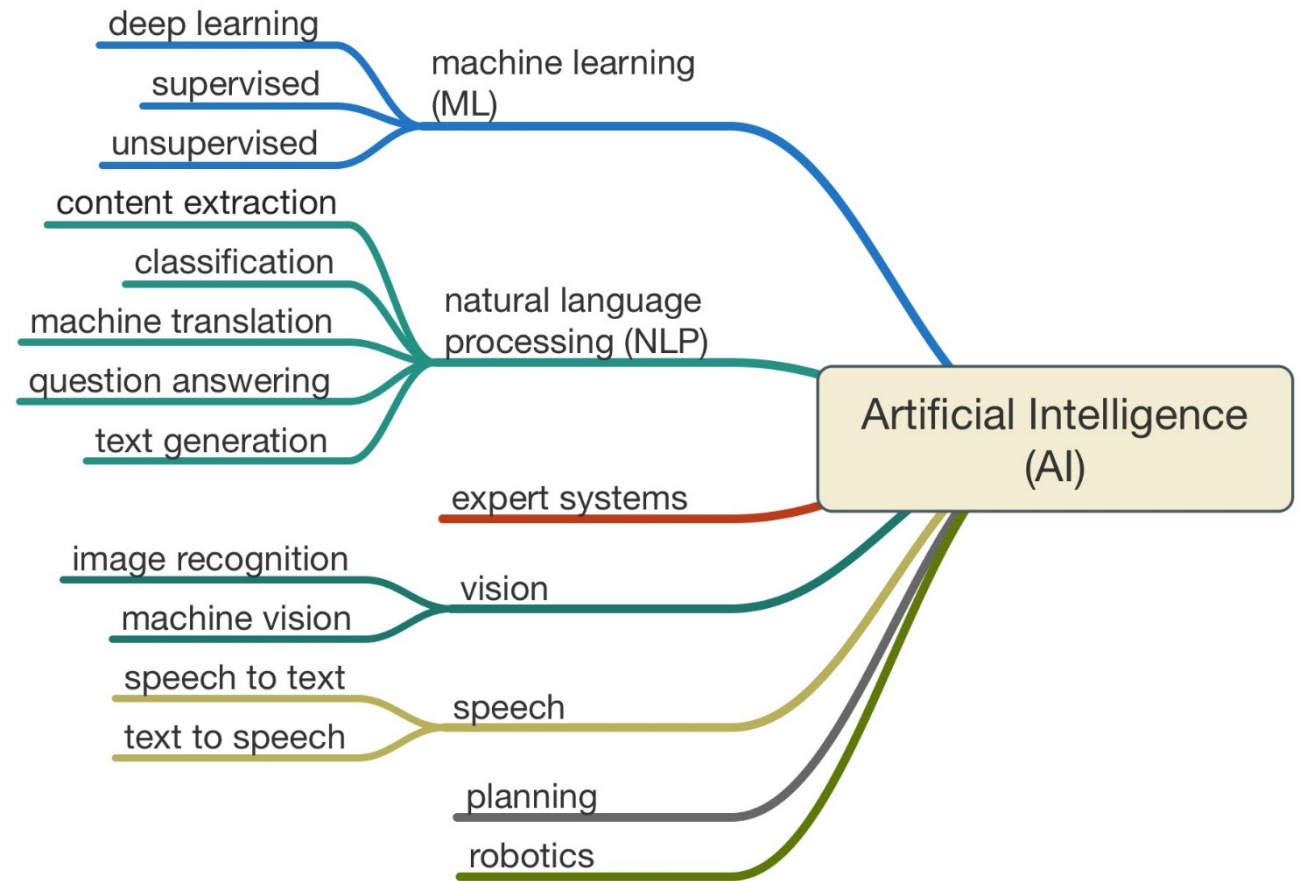 deep learning
supervised
unsupervised
machine learning
(ML)
content extraction
classification
machine translation
question answering
text generation
natural language
processing (NLP)
expert systems
image recognition
machine vision
vision
speech to text
text to speech
speech
planning
robotics
Artificial Intelligence
(AI)